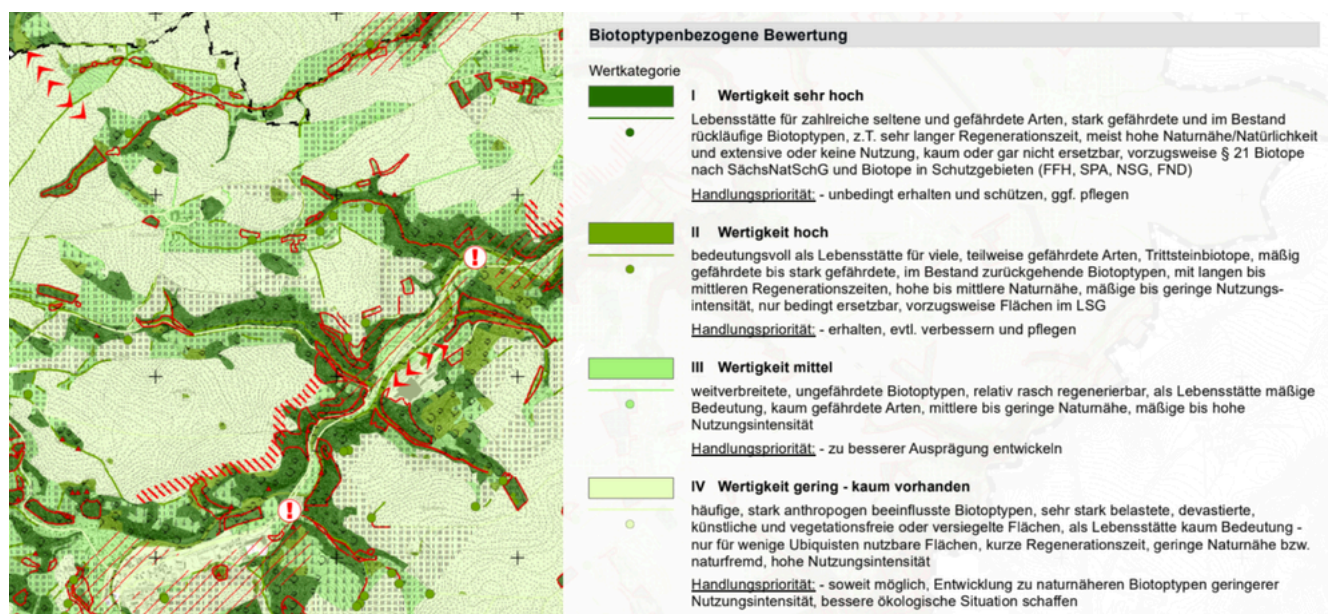 Biotoptypenbezogene Bewertung
Wertkategorie
I Wertigkeit sehr hoch
Lebensstätte für zahlreiche seltene und gefährdete Arten, stark gefährdete und im Bestand
rückläufige Biotoptypen, z.T. sehr langer Regenerationszeit, meist hohe Naturnähe/Natürlichkeit
und extensive oder keine Nutzung, kaum oder gar nicht ersetzbar, vorzugsweise § 21 Biotope
nach SächsNatSchG und Biotope in Schutzgebieten (FFH, SPA, NSG, FND)
Handlungspriorität: - unbedingt erhalten und schützen, ggf. pflegen
II Wertigkeit hoch
bedeutungsvoll als Lebensstätte für viele, teilweise gefährdete Arten, Trittsteinbiotope, mäßig
gefährdete bis stark gefährdete, im Bestand zurückgehende Biotoptypen, mit langen bis
mittleren Regenerationszeiten, hohe bis mittlere Naturnähe, mäßige bis geringe Nutzungs-
intensität, nur bedingt ersetzbar, vorzugsweise Flächen im LSG
Handlungspriorität: - erhalten, evtl. verbessern und pflegen
III Wertigkeit mittel
weitverbreitete, ungefährdete Biotoptypen, relativ rasch regenerierbar, als Lebensstätte mäßige
Bedeutung, kaum gefährdete Arten, mittlere bis geringe Naturnähe, mäßige bis hohe
Nutzungsintensität
Handlungspriorität: - zu besserer Ausprägung entwickeln
IV Wertigkeit gering - kaum vorhanden
häufige, stark anthropogen beeinflusste Biotoptypen, sehr stark belastete, devastierte,
künstliche und vegetationsfreie oder versiegelte Flächen, als Lebensstätte kaum Bedeutung -
nur für wenige Ubiquisten nutzbare Flächen, kurze Regenerationszeit, geringe Naturnähe bzw.
naturfremd, hohe Nutzungsintensität
Handlungspriorität: - soweit möglich, Entwicklung zu naturnäheren Biotoptypen geringerer
Nutzungsintensität, bessere ökologische Situation schaffen
!
!